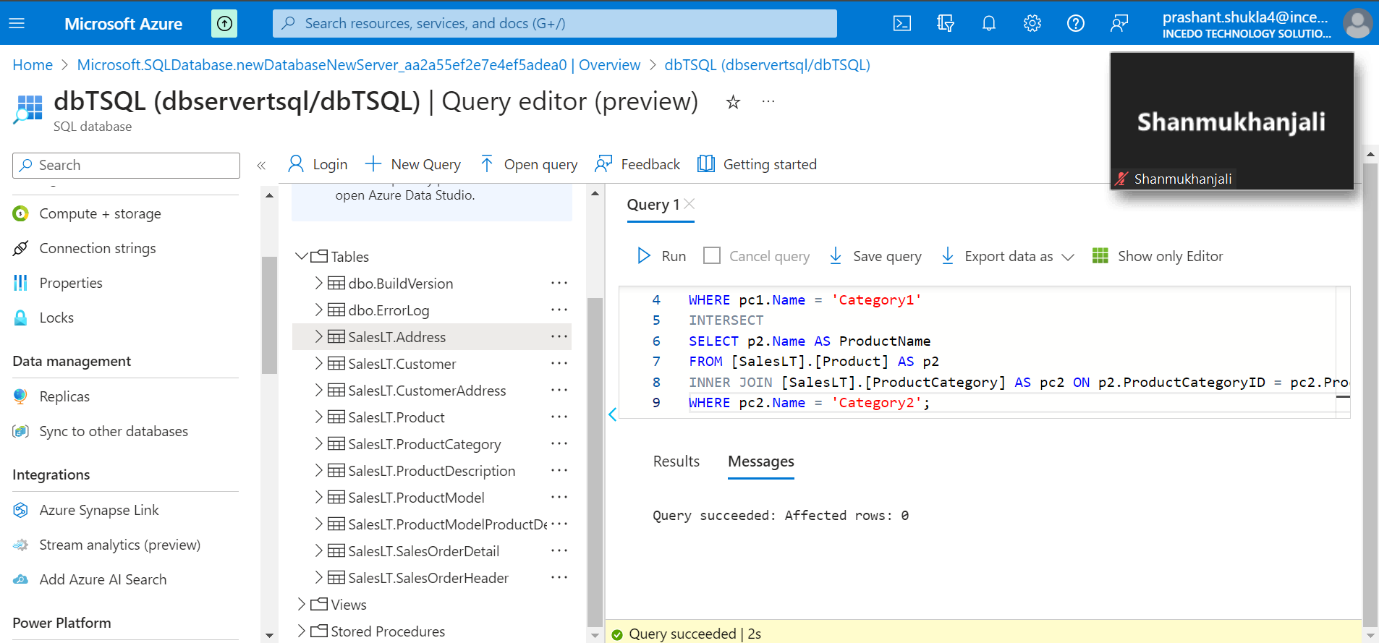 Microsoft Azure
Search resources, services, and docs (G+/)
prashant.shukla4@ince...
INCEDO TECHNOLOGY SOLUTIO...
Home > Microsoft.SQLDatabase.newDatabaseNewServer_aa2a55ef2e7e4ef5adea0 | Overview > dbTSQL (dbservertsql/dbTSQL)
dbTSQL (dbservertsql/dbTSQL) | Query editor (preview)
SQL database
Shanmukhanjali
Shanmukhanjali
Search
Login
New Query
Open query
Feedback
Getting started
Compute + storage
Connection strings
Properties
Locks
Data management
Replicas
Sync to other databases
Integrations
Azure Synapse Link
Stream analytics (preview)
Add Azure AI Search
Power Platform
open Azure Data Studio.
Tables
dbo.BuildVersion
dbo.ErrorLog
SalesLT.Address
SalesLT.Customer
SalesLT.CustomerAddress
SalesLT.Product
SalesLT.ProductCategory
SalesLT.ProductDescription
SalesLT.ProductModel
SalesLT.ProductModelProductDe
SalesLT.SalesOrderDetail
SalesLT.SalesOrderHeader
Views
Stored Procedures
Query 1
Run
Cancel query
Save query
Export data as
Show only Editor
4 WHERE pc1.Name = 'Category1'
5 INTERSECT
6 SELECT p2.Name AS ProductName
7 FROM [SalesLT].[Product] AS p2
8 INNER JOIN [SalesLT].[ProductCategory] AS pc2 ON p2.ProductCategoryID = pc2.Pro
9 WHERE pc2.Name = 'Category2';
Results
Messages
Query succeeded: Affected rows: 0
Query succeeded | 2s